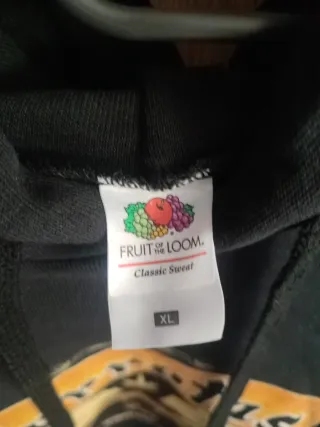 FRUIT OF THE LOOM®
Classic Sweat
XL